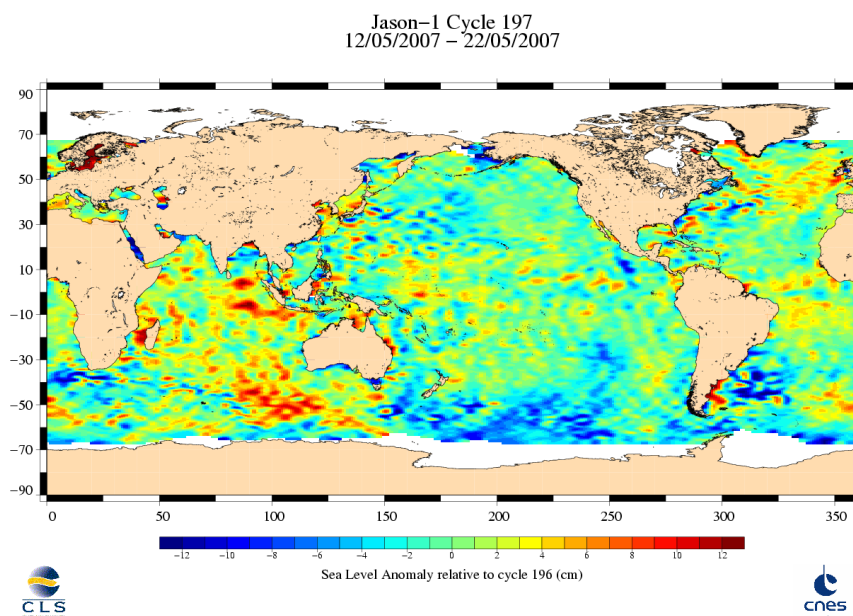 Jason−1 Cycle 197
12/05/2007 − 22/05/2007
90
70
50
30
10
−10
−30
−50
−70
−90
0 50 100 150 200 250 300 350
−12 −10 −8 −6 −4 −2 0 2 4 6 8 10 12
Sea Level Anomaly relative to cycle 196 (cm)
CLS
cnes